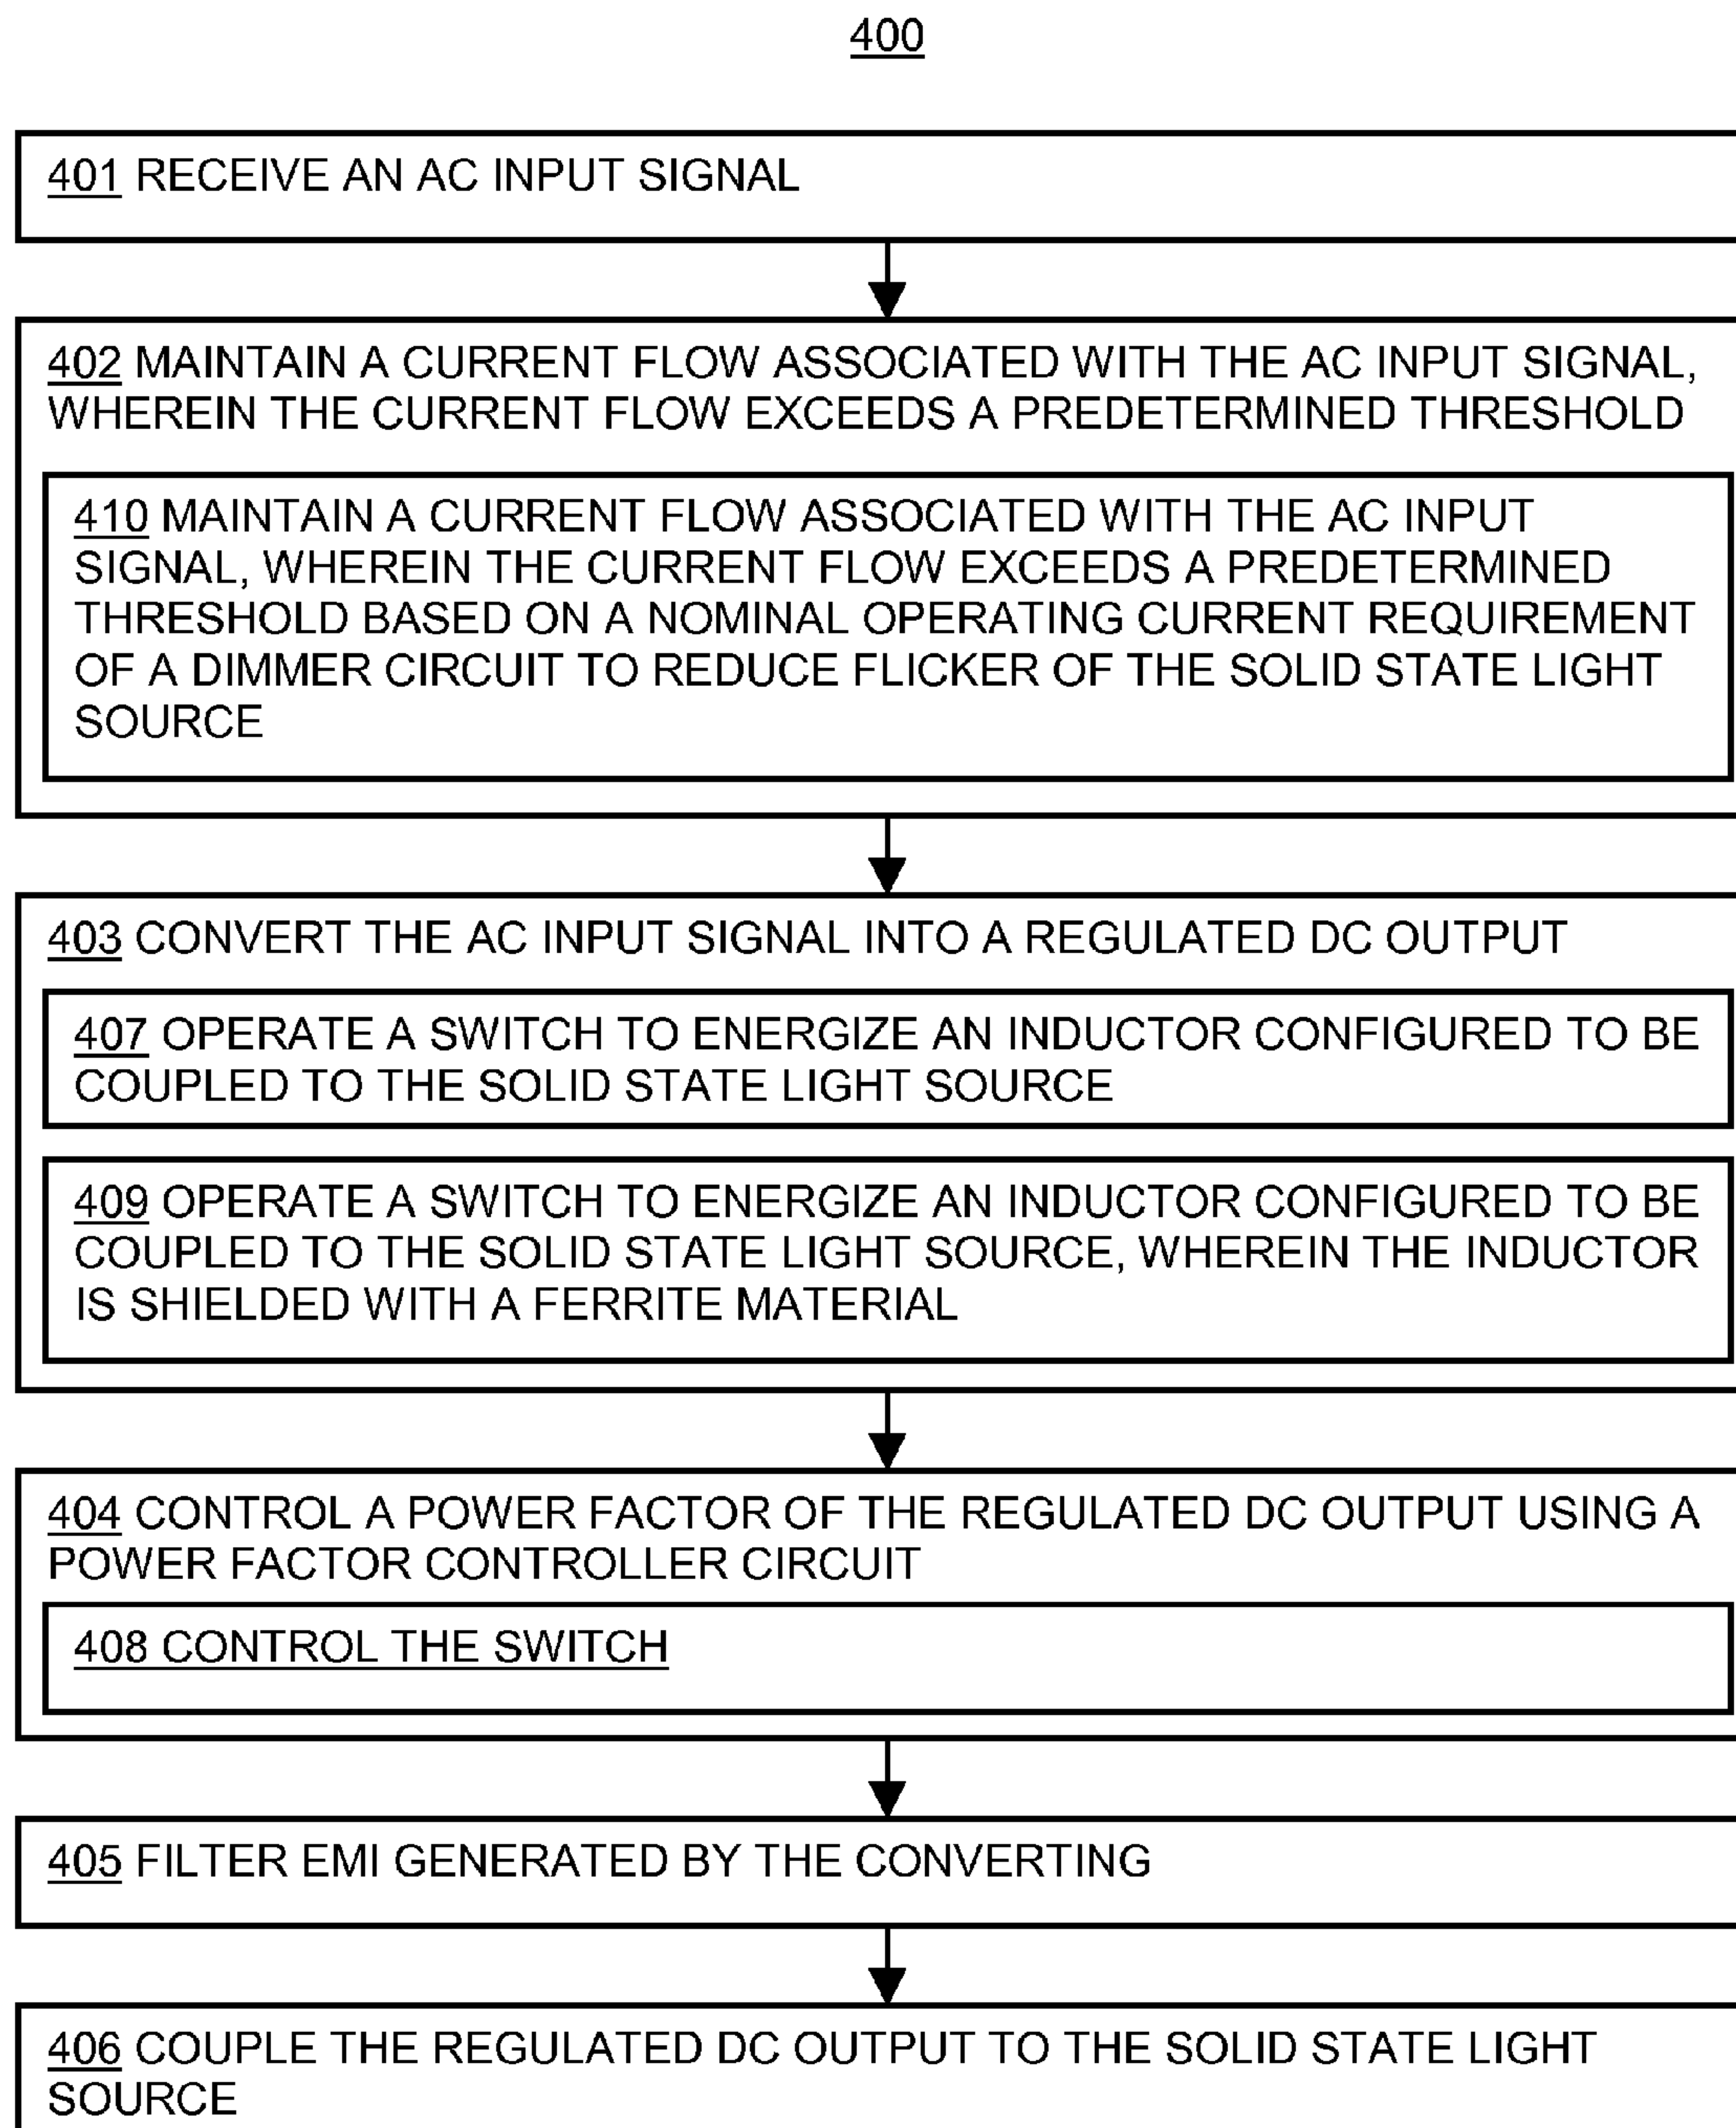 400
401 RECEIVE AN AC INPUT SIGNAL
402 MAINTAIN A CURRENT FLOW ASSOCIATED WITH THE AC INPUT SIGNAL,
WHEREIN THE CURRENT FLOW EXCEEDS A PREDETERMINED THRESHOLD
410 MAINTAIN A CURRENT FLOW ASSOCIATED WITH THE AC INPUT
SIGNAL, WHEREIN THE CURRENT FLOW EXCEEDS A PREDETERMINED
THRESHOLD BASED ON A NOMINAL OPERATING CURRENT REQUIREMENT
OF A DIMMER CIRCUIT TO REDUCE FLICKER OF THE SOLID STATE LIGHT
SOURCE
403 CONVERT THE AC INPUT SIGNAL INTO A REGULATED DC OUTPUT
407 OPERATE A SWITCH TO ENERGIZE AN INDUCTOR CONFIGURED TO BE
COUPLED TO THE SOLID STATE LIGHT SOURCE
409 OPERATE A SWITCH TO ENERGIZE AN INDUCTOR CONFIGURED TO BE
COUPLED TO THE SOLID STATE LIGHT SOURCE, WHEREIN THE INDUCTOR
IS SHIELDED WITH A FERRITE MATERIAL
404 CONTROL A POWER FACTOR OF THE REGULATED DC OUTPUT USING A
POWER FACTOR CONTROLLER CIRCUIT
408 CONTROL THE SWITCH
405 FILTER EMI GENERATED BY THE CONVERTING
406 COUPLE THE REGULATED DC OUTPUT TO THE SOLID STATE LIGHT
SOURCE